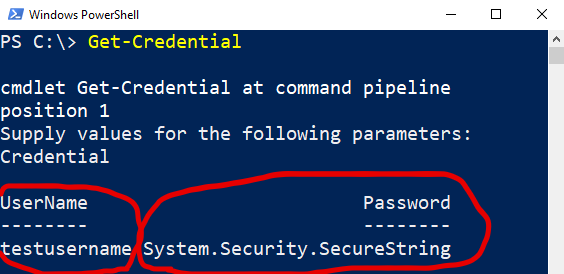 Windows PowerShell
PS C:\> Get-Credential
cmdlet Get-Credential at command pipeline
position 1
Supply values for the following parameters:
Credential
UserName Password
-------- --------
testusername System.Security.SecureString